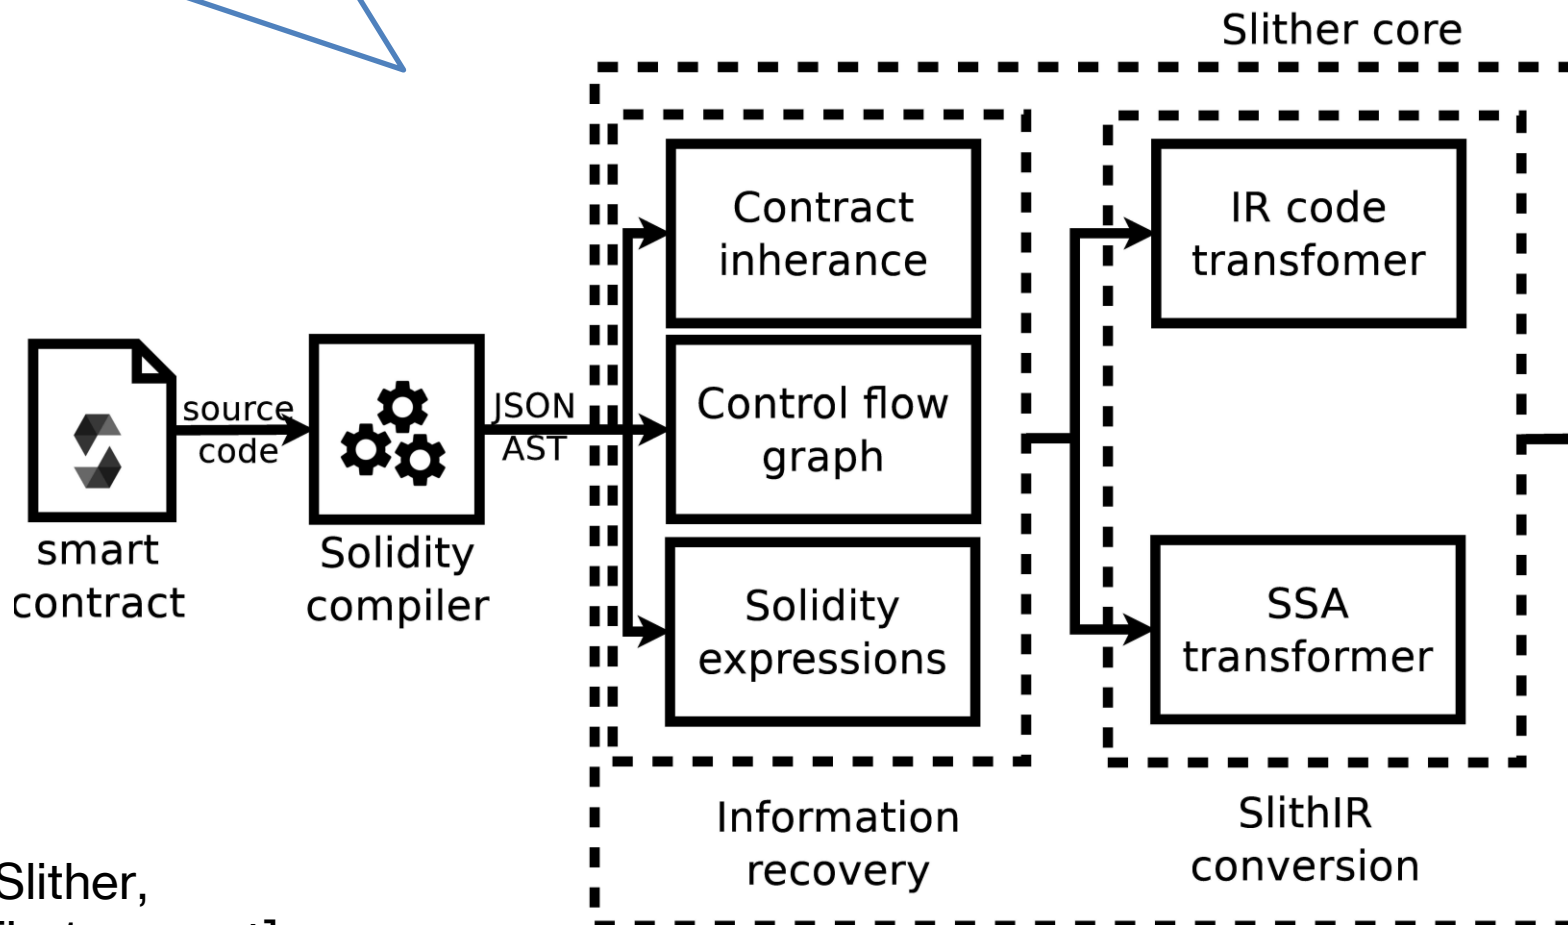 Slither core
Contract
inherance
IR code
transfomer
Control flow
graph
source
code
JSON
AST
smart
contract
Solidity
compiler
Solidity
expressions
SSA
transformer
Information
recovery
SlithIR
conversion
Slither,